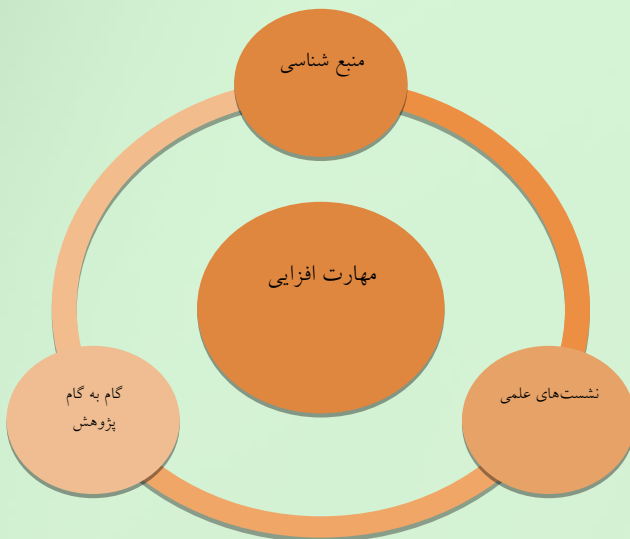 منبع شناسی
مهارت افزایی
نشست‌های علمی
گام به گام
پژوهش